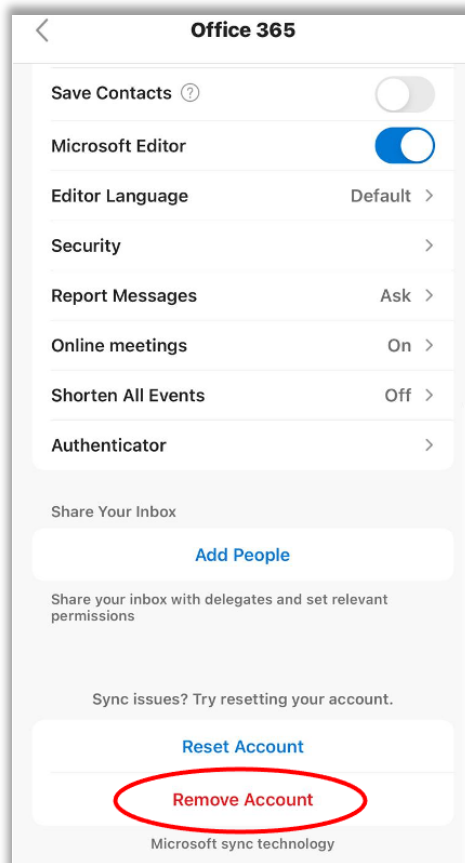 Office 365
Save Contacts ?
Microsoft Editor
Editor Language Default >
Security >
Report Messages Ask >
Online meetings On >
Shorten All Events Off >
Authenticator >
Share Your Inbox
Add People
Share your inbox with delegates and set relevant
permissions
Sync issues? Try resetting your account.
Reset Account
Remove Account
Microsoft sync technology